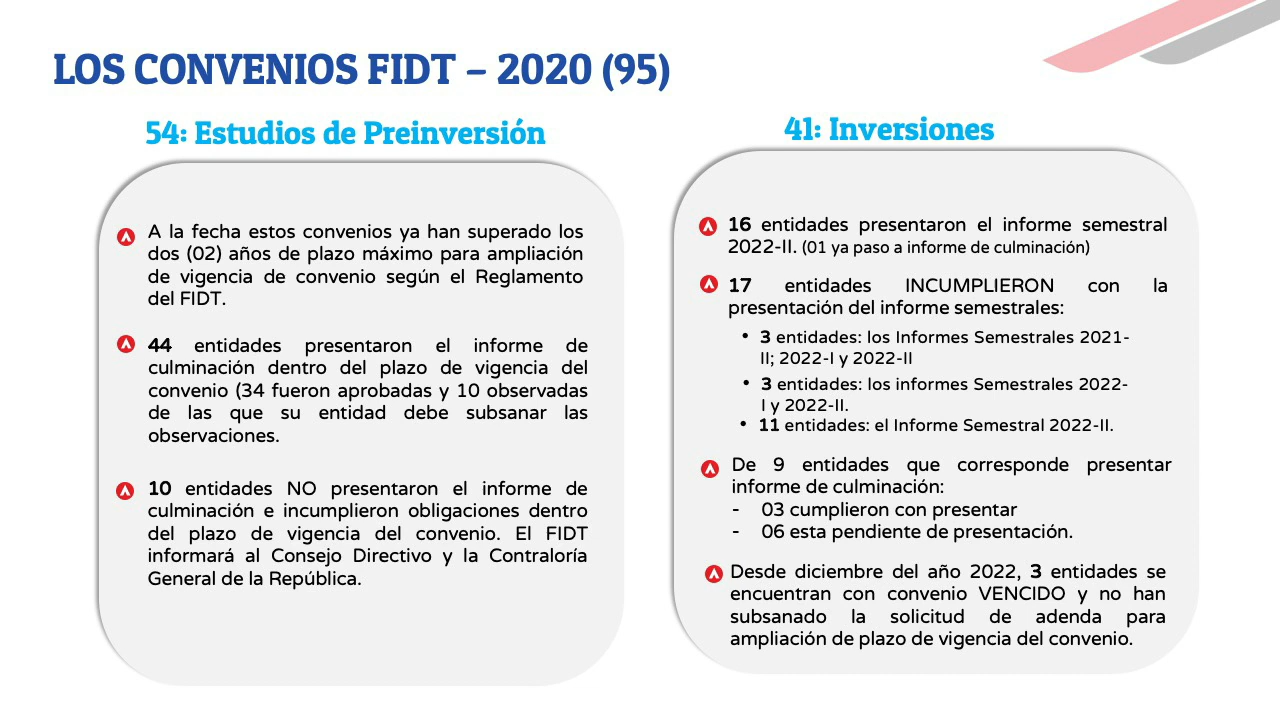 LOS CONVENIOS FIDT – 2020 (95)
54: Estudios de Preinversión
A la fecha estos convenios ya han superado los
dos (02) años de plazo máximo para ampliación
de vigencia de convenio según el Reglamento
del FIDT.
44 entidades presentaron el informe de
culminación dentro del plazo de vigencia del
convenio (34 fueron aprobadas y 10 observadas
de las que su entidad debe subsanar las
observaciones.
10 entidades NO presentaron el informe de
culminación e incumplieron obligaciones dentro
del plazo de vigencia del convenio. El FIDT
informará al Consejo Directivo y la Contraloría
General de la República.
41: Inversiones
16 entidades presentaron el informe semestral
2022-II. (01 ya paso a informe de culminación)
17 entidades INCUMPLIERON con la
presentación del informe semestrales:
• 3 entidades: los Informes Semestrales 2021-
II; 2022-I y 2022-II
• 3 entidades: los informes Semestrales 2022-
I y 2022-II.
• 11 entidades: el Informe Semestral 2022-II.
De 9 entidades que corresponde presentar
informe de culminación:
- 03 cumplieron con presentar
- 06 esta pendiente de presentación.
Desde diciembre del año 2022, 3 entidades se
encuentran con convenio VENCIDO y no han
subsanado la solicitud de adenda para
ampliación de plazo de vigencia del convenio.